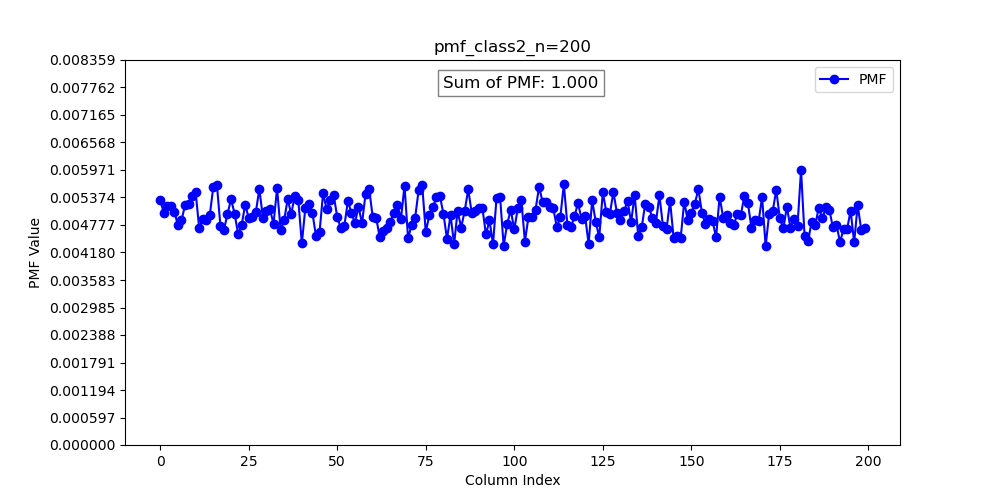 pmf_class2_n=200
Sum of PMF: 1.000
PMF
PMF Value
0.008359
0.007762
0.007165
0.006568
0.005971
0.005374
0.004777
0.004180
0.003583
0.002985
0.002388
0.001791
0.001194
0.000597
0.000000
0 25 50 75 100 125 150 175 200
Column Index